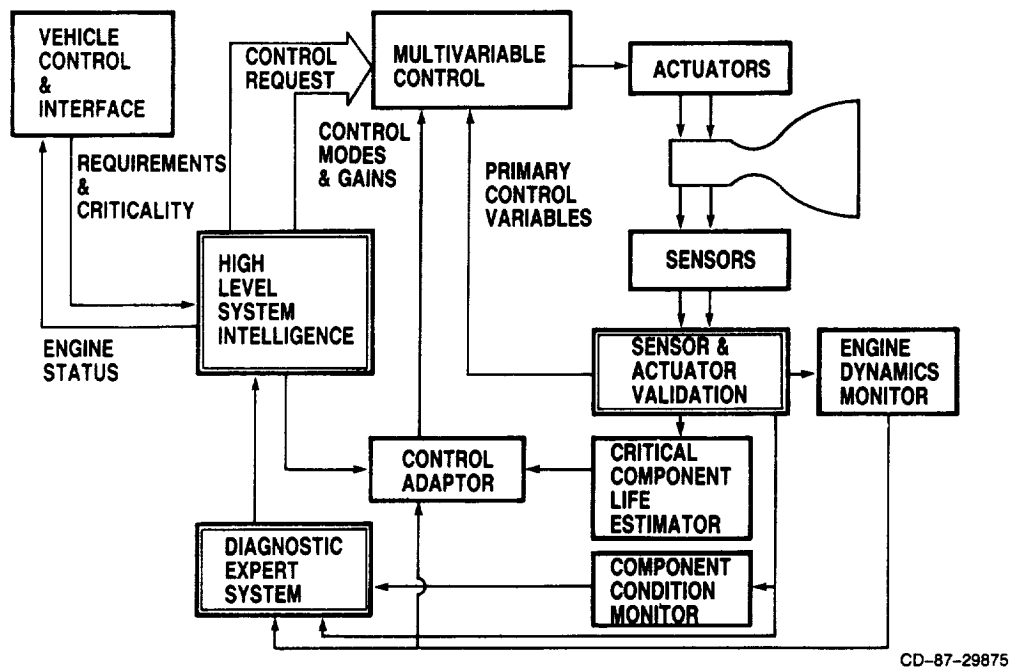 VEHICLE
CONTROL
&
INTERFACE
CONTROL
REQUEST
MULTIVARIABLE
CONTROL
ACTUATORS
REQUIREMENTS
&
CRITICALITY
CONTROL
MODES
& GAINS
PRIMARY
CONTROL
VARIABLES
HIGH
LEVEL
SYSTEM
INTELLIGENCE
SENSORS
ENGINE
STATUS
SENSOR &
ACTUATOR
VALIDATION
ENGINE
DYNAMICS
MONITOR
CONTROL
ADAPTOR
CRITICAL
COMPONENT
LIFE
ESTIMATOR
DIAGNOSTIC
EXPERT
SYSTEM
COMPONENT
CONDITION
MONITOR
CD-87-29875